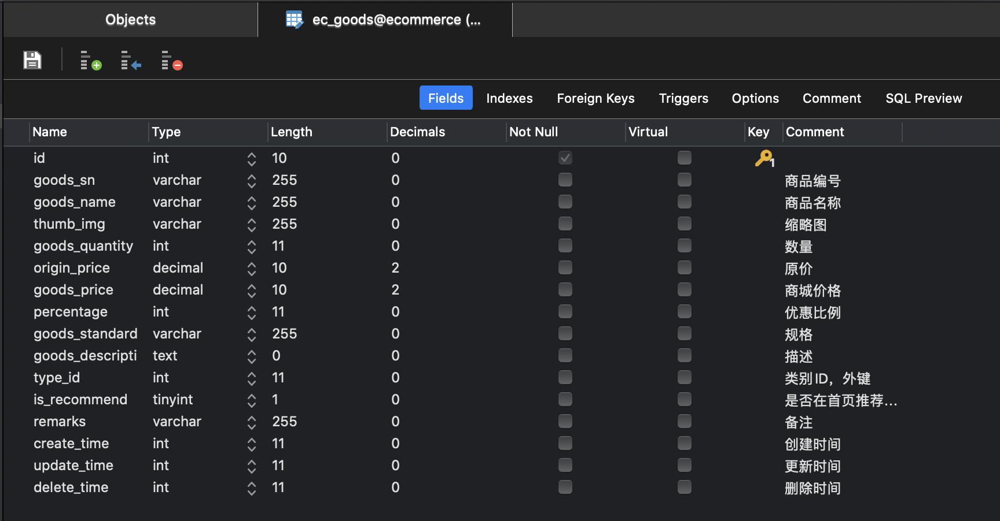 Objects
ec_goods@ecommerce (...
Fields Indexes Foreign Keys Triggers Options Comment SQL Preview
Name Type Length Decimals Not Null Virtual Key Comment
id int 10 0 1
goods_sn varchar 255 0 商品编号
goods_name varchar 255 0 商品名称
thumb_img varchar 255 0 缩略图
goods_quantity int 11 0 数量
origin_price decimal 10 2 原价
goods_price decimal 10 2 商城价格
percentage int 11 0 优惠比例
goods_standard varchar 255 0 规格
goods_descripti text 0 0 描述
type_id int 11 0 类别ID，外键
is_recommend tinyint 1 0 是否在首页推荐...
remarks varchar 255 0 备注
create_time int 11 0 创建时间
update_time int 11 0 更新时间
delete_time int 11 0 删除时间